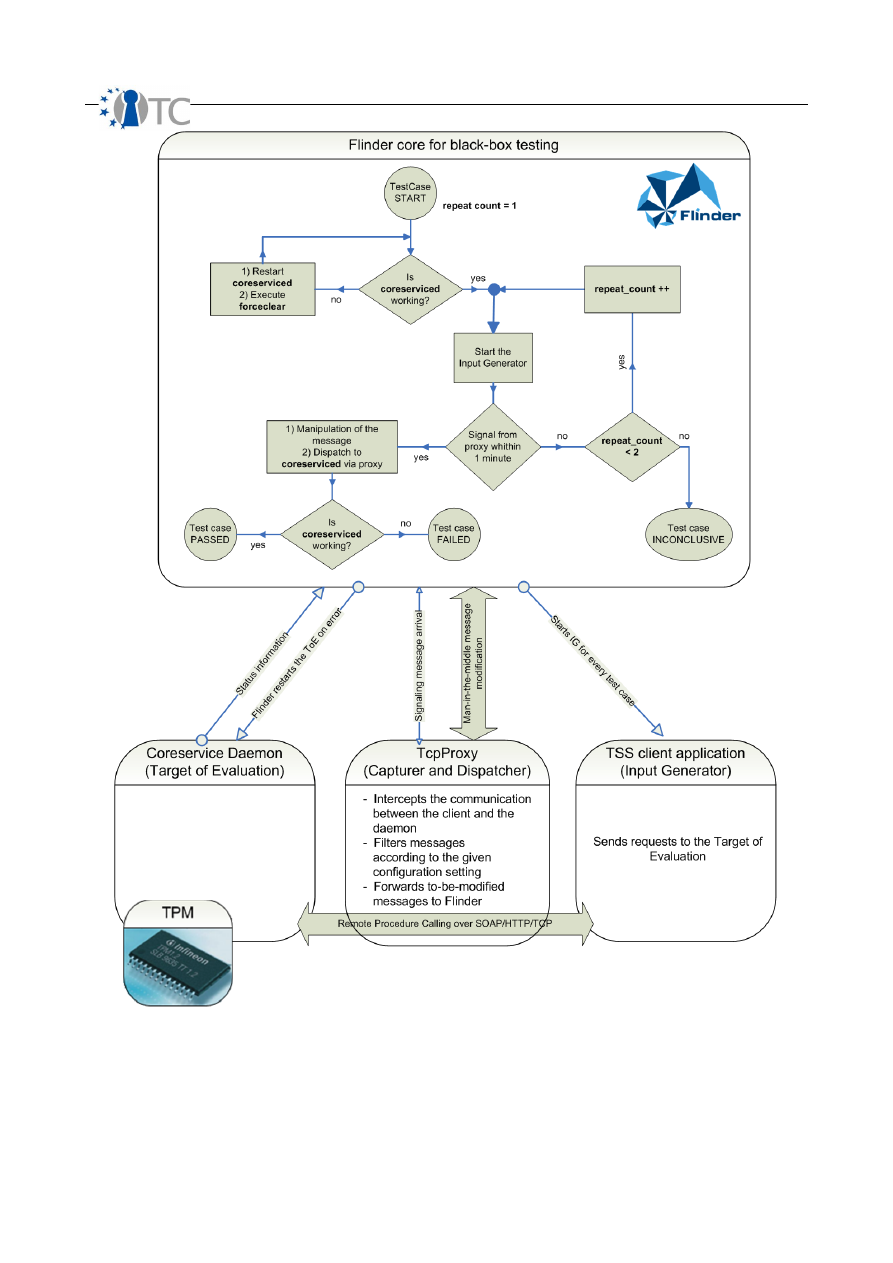 TC
Flinder core for black-box testing
TestCase
START
repeat count = 1
Flinder
1) Restart
coreserviced
2) Execute
forceclear
no
Is
coreserviced
working?
yes
repeat_count ++
Start the
Input Generator
yes
1) Manipulation of the
message
2) Dispatch to
coreserviced via proxy
yes
Signal from
proxy whithin
1 minute
no
repeat_count
< 2
no
Test case
PASSED
yes
Is
coreserviced
working?
no
Test case
FAILED
Test case
INCONCLUSIVE
Status information
Flinder restarts the ToE on error
Signaling message arrival
Man-in-the-middle message
modification
Starts IG for every test case
Coreservice Daemon
(Target of Evaluation)
TcpProxy
(Capturer and Dispatcher)
- Intercepts the communication
between the client and the
daemon
- Filters messages
according to the given
configuration setting
- Forwards to-be-modified
messages to Flinder
TSS client application
(Input Generator)
Sends requests to the Target of
Evaluation
Remote Procedure Calling over SOAP/HTTP/TCP
TPM
Infineon